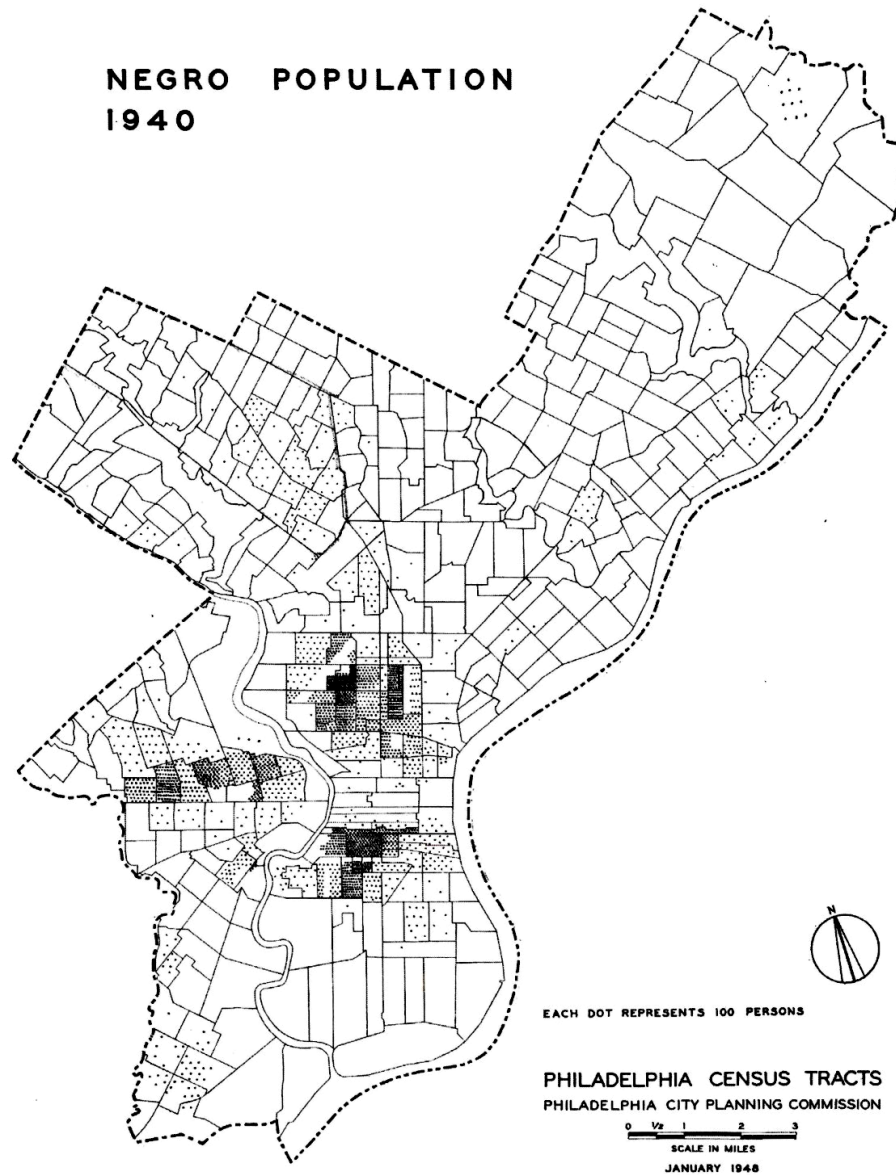 NEGRO POPULATION
1940
N
EACH DOT REPRESENTS 100 PERSONS
PHILADELPHIA CENSUS TRACTS
PHILADELPHIA CITY PLANNING COMMISSION
0 1/2 1 2 3
SCALE IN MILES
JANUARY 1948